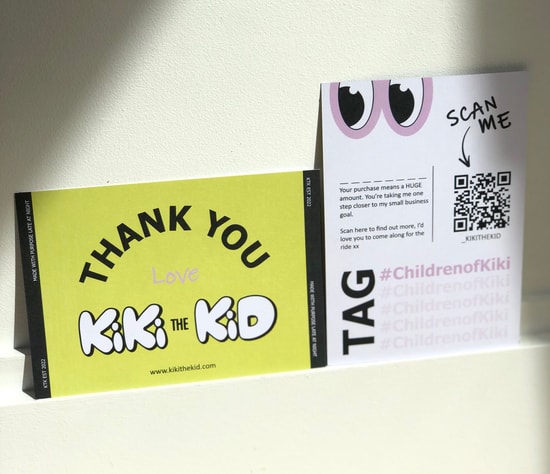 MADE WITH PURPOSE LATE AT NIGHT
KTK EST 2022
THANK YOU
Love
KiKi THE KiD
www.kikithekid.com
KTK EST 2022
MADE WITH PURPOSE LATE AT NIGHT
SCAN ME
Your purchase means a HUGE
amount. You're taking me one
step closer to my small business
goal.
Scan here to find out more, I'd
love you to come along for the
ride xx
_KIKITHEKID
TAG
#ChildrenofKiki
#ChildrenofKiki
#ChildrenofKiki
#ChildrenofKiki
#ChildrenofKiki